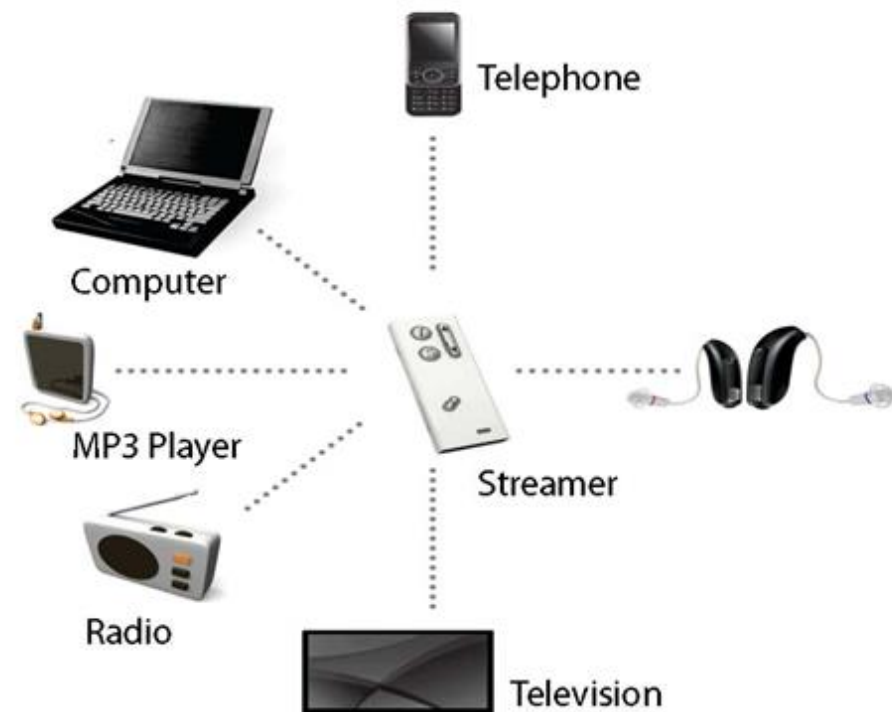 Telephone
Computer
MP3 Player
Streamer
Radio
Television